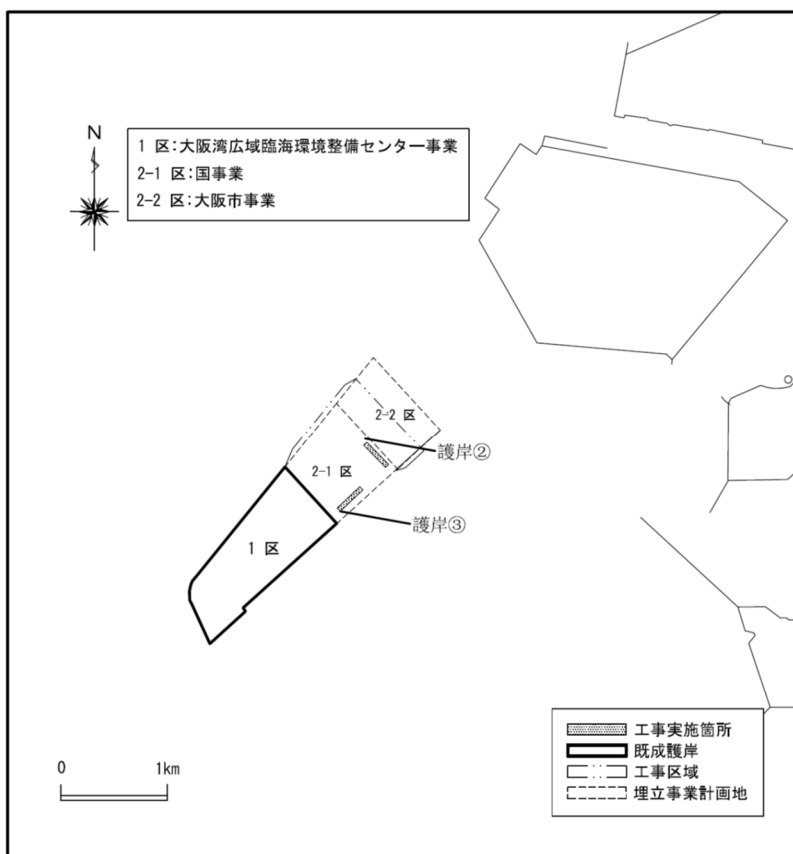 N
1 区:大阪湾広域臨海環境整備センター事業
2-1 区:国事業
2-2 区:大阪市事業
2-2 区
護岸②
2-1 区
護岸③
1 区
工事実施箇所
既成護岸
工事区域
埋立事業計画地
0 1km